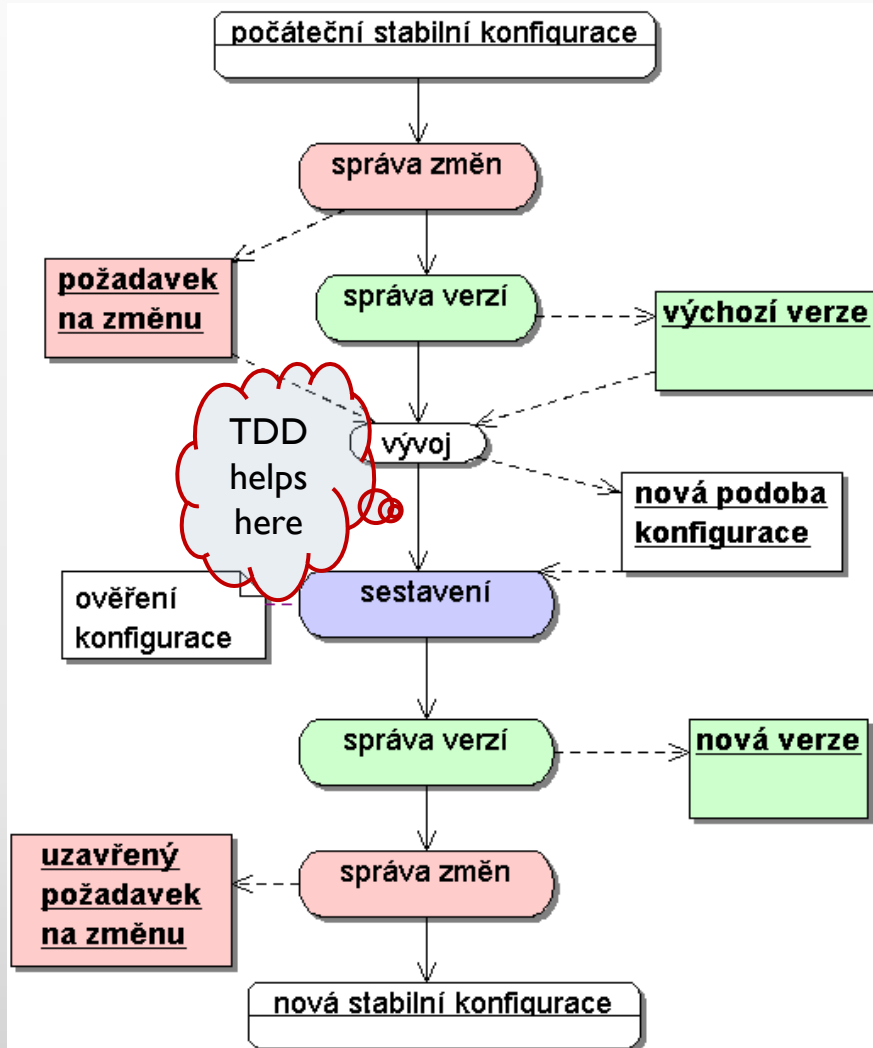 počáteční stabilní konfigurace
správa změn
požadavek
na změnu
správa verzí
výchozí verze
TDD
helps
here
vývoj
nová podoba
konfigurace
ověření
konfigurace
sestavení
správa verzí
nová verze
uzavřený
požadavek
na změnu
správa změn
nová stabilní konfigurace